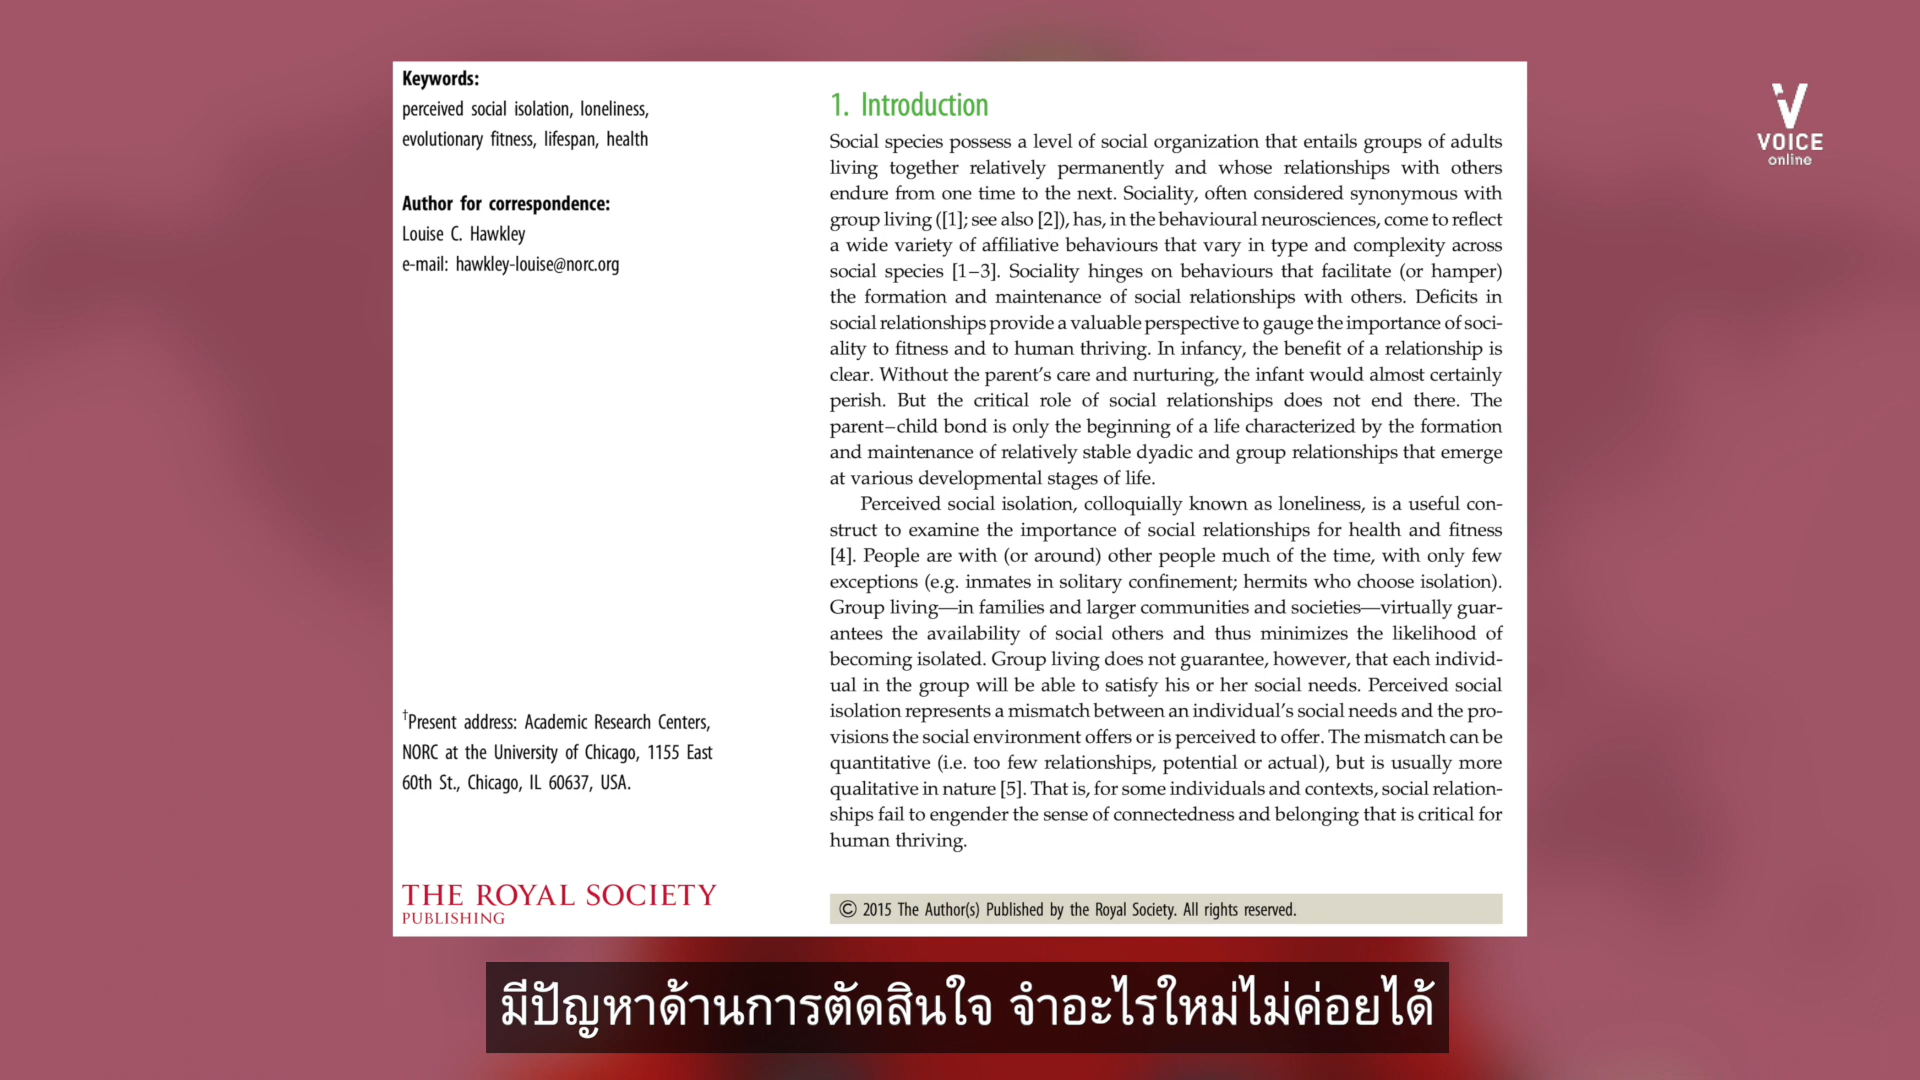 Keywords:
perceived social isolation, loneliness,
evolutionary fitness, lifespan, health
Author for correspondence:
Louise C. Hawkley
e-mail: hawkley-louise@norc.org
†Present address: Academic Research Centers,
NORC at the University of Chicago, 1155 East
60th St., Chicago, IL 60637, USA.
THE ROYAL SOCIETY
PUBLISHING
1. Introduction
Social species possess a level of social organization that entails groups of adults
living together relatively permanently and whose relationships with others
endure from one time to the next. Sociality, often considered synonymous with
group living ([1]; see also [2]), has, in the behavioural neurosciences, come to reflect
a wide variety of affiliative behaviours that vary in type and complexity across
social species [1–3]. Sociality hinges on behaviours that facilitate (or hamper)
the formation and maintenance of social relationships with others. Deficits in
social relationships provide a valuable perspective to gauge the importance of soci-
ality to fitness and to human thriving. In infancy, the benefit of a relationship is
clear. Without the parent's care and nurturing, the infant would almost certainly
perish. But the critical role of social relationships does not end there. The
parent–child bond is only the beginning of a life characterized by the formation
and maintenance of relatively stable dyadic and group relationships that emerge
at various developmental stages of life.
Perceived social isolation, colloquially known as loneliness, is a useful con-
struct to examine the importance of social relationships for health and fitness
[4]. People are with (or around) other people much of the time, with only few
exceptions (e.g. inmates in solitary confinement; hermits who choose isolation).
Group living—in families and larger communities and societies—virtually guar-
antees the availability of social others and thus minimizes the likelihood of
becoming isolated. Group living does not guarantee, however, that each individ-
ual in the group will be able to satisfy his or her social needs. Perceived social
isolation represents a mismatch between an individual's social needs and the pro-
visions the social environment offers or is perceived to offer. The mismatch can be
quantitative (i.e. too few relationships, potential or actual), but is usually more
qualitative in nature [5]. That is, for some individuals and contexts, social relation-
ships fail to engender the sense of connectedness and belonging that is critical for
human thriving.
© 2015 The Author(s) Published by the Royal Society. All rights reserved.
VOICE
online
มีปัญหาด้านการตัดสินใจ จำอะไรใหม่ไม่ค่อยได้